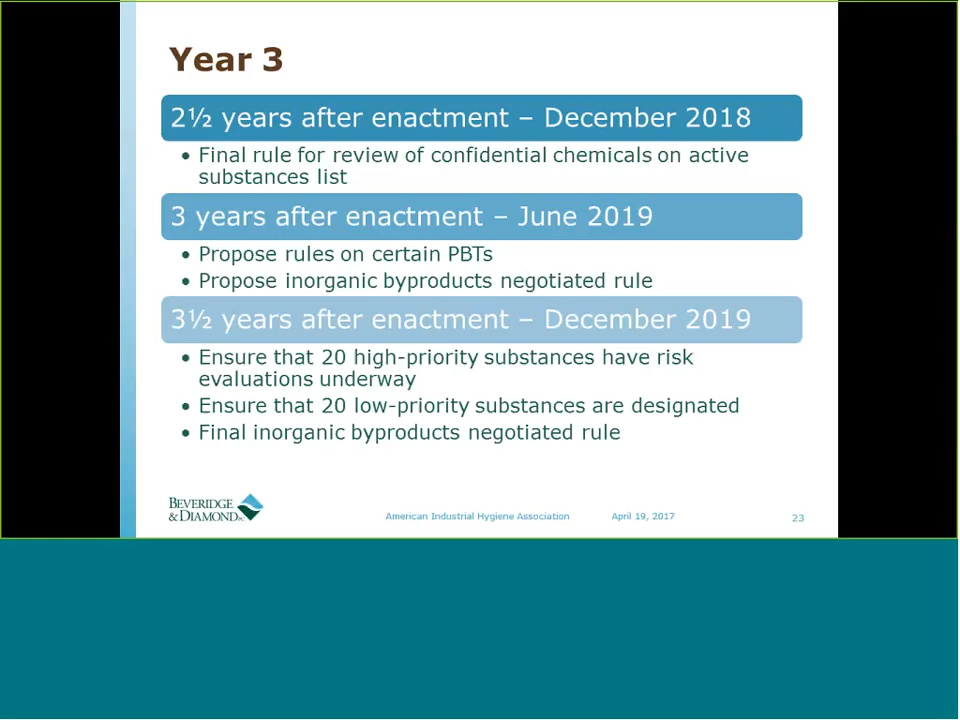 Year 3
2½ years after enactment – December 2018
• Final rule for review of confidential chemicals on active
substances list
3 years after enactment – June 2019
• Propose rules on certain PBTs
• Propose inorganic byproducts negotiated rule
3½ years after enactment – December 2019
• Ensure that 20 high-priority substances have risk
evaluations underway
• Ensure that 20 low-priority substances are designated
• Final inorganic byproducts negotiated rule
BEVERIDGE
& DIAMOND PC
American Industrial Hygiene Association April 19, 2017 23